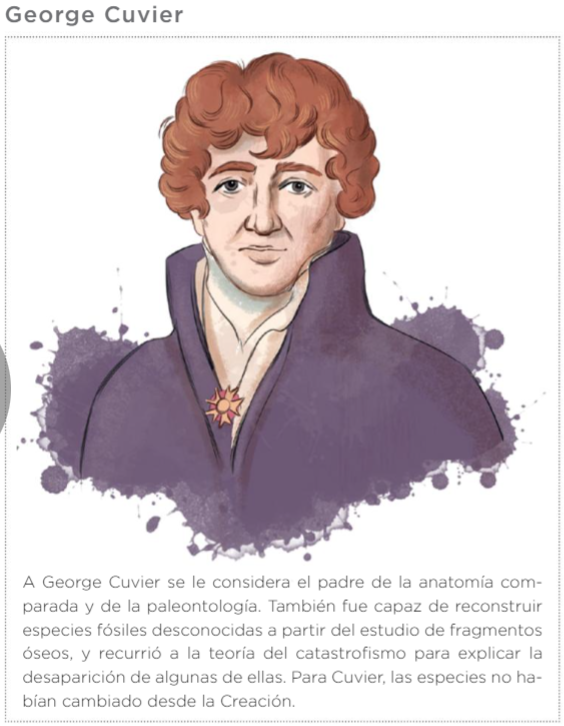 George Cuvier
A George Cuvier se le considera el padre de la anatomía com-
parada y de la paleontología. También fue capaz de reconstruir
especies fósiles desconocidas a partir del estudio de fragmentos
óseos, y recurrió a la teoría del catastrofismo para explicar la
desaparición de algunas de ellas. Para Cuvier, las especies no ha-
bían cambiado desde la Creación.